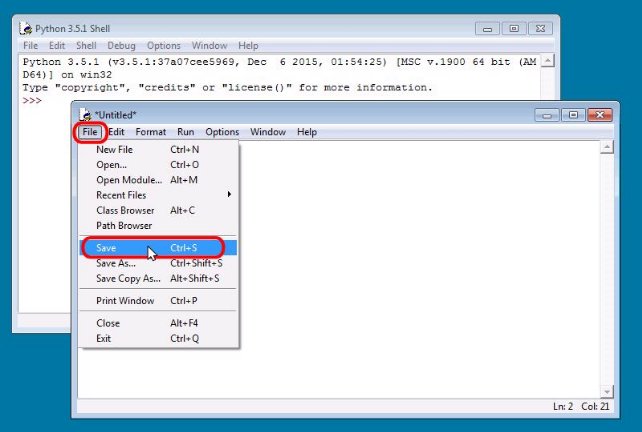 Python 3.5.1 Shell
File Edit Shell Debug Options Window Help
Python 3.5.1 (v3.5.1:37a07cee5969, Dec  6 2015, 01:54:25) [MSC v.1900 64 bit (AM
D64)] on win32
Type "copyright", "credits" or "license()" for more information.
>>>
*Untitled*
File Edit Format Run Options Window Help
New File Ctrl+N
Open... Ctrl+O
Open Module... Alt+M
Recent Files
Class Browser Alt+C
Path Browser
Save Ctrl+S
Save As... Ctrl+Shift+S
Save Copy As... Alt+Shift+S
Print Window Ctrl+P
Close Alt+F4
Exit Ctrl+Q
Ln: 2 Col: 21